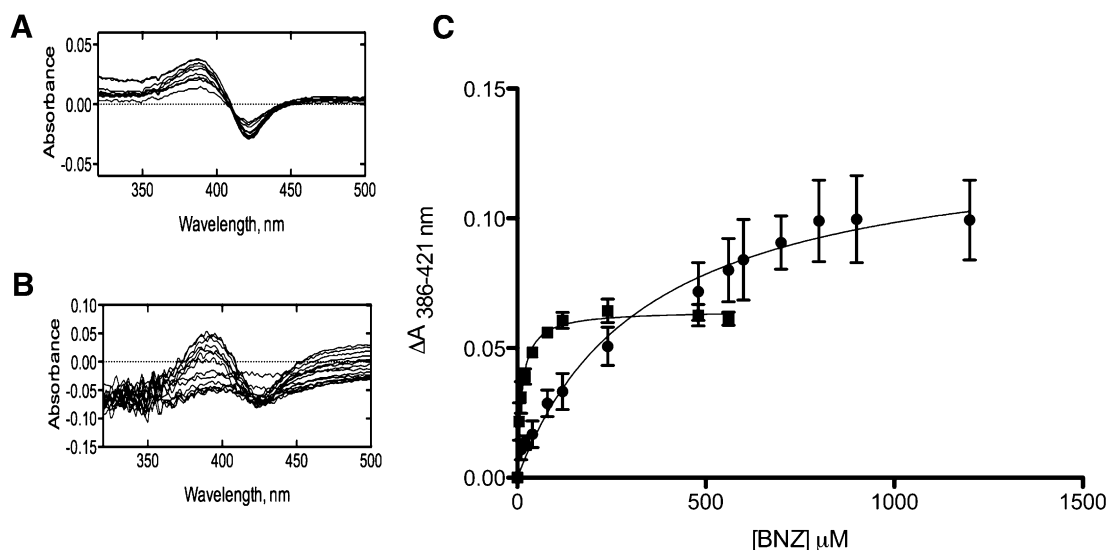 A
0.05
0.00
-0.05
Absorbance
350 400 450 500
Wavelength, nm
B
0.10
0.05
0.00
-0.05
-0.10
-0.15
Absorbance
350 400 450 500
Wavelength, nm
C
0.15
0.10
0.05
0.00
ΔA 386-421 nm
0 500 1000 1500
[BNZ] μM